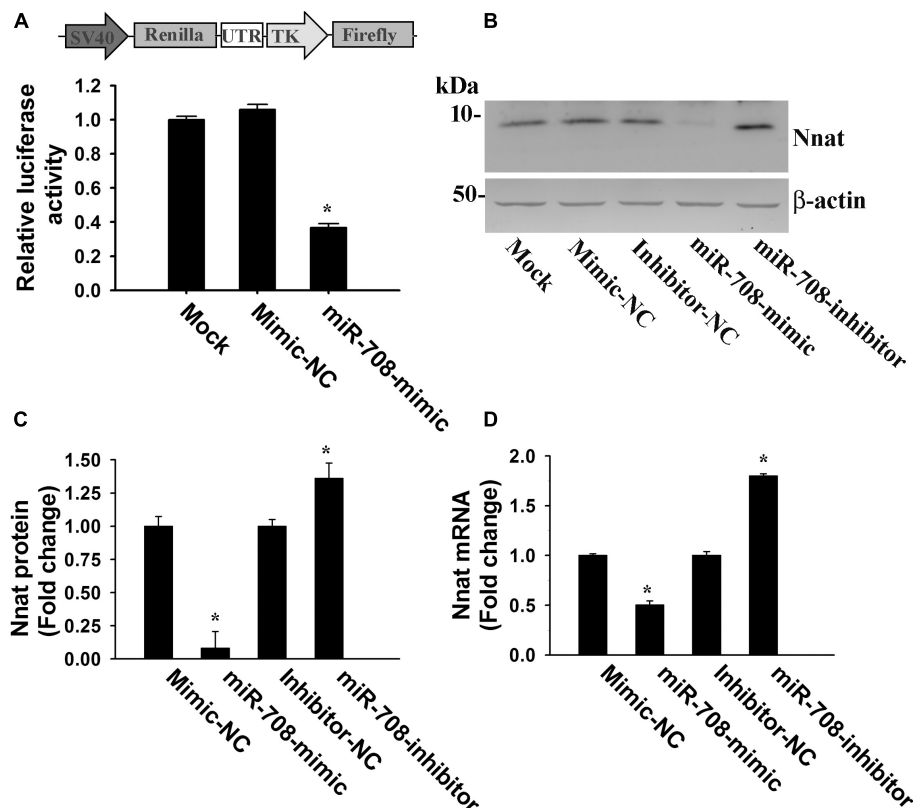 A
SV40 Renilla UTR TK Firefly
Relative luciferase
activity
1.2
1.0
0.8
0.6
0.4
0.2
0.0
*
Mock
Mimic-NC
miR-708-mimic
B
kDa
10-
50-
Nnat
β-actin
Mock
Mimic-NC
Inhibitor-NC
miR-708-mimic
miR-708-inhibitor
C
Nnat protein
(Fold change)
1.50
1.25
1.00
0.75
0.50
0.25
0.00
*
*
Mimic-NC
miR-708-mimic
Inhibitor-NC
miR-708-inhibitor
D
Nnat mRNA
(Fold change)
2.0
1.5
1.0
0.5
0.0
*
*
Mimic-NC
miR-708-mimic
Inhibitor-NC
miR-708-inhibitor